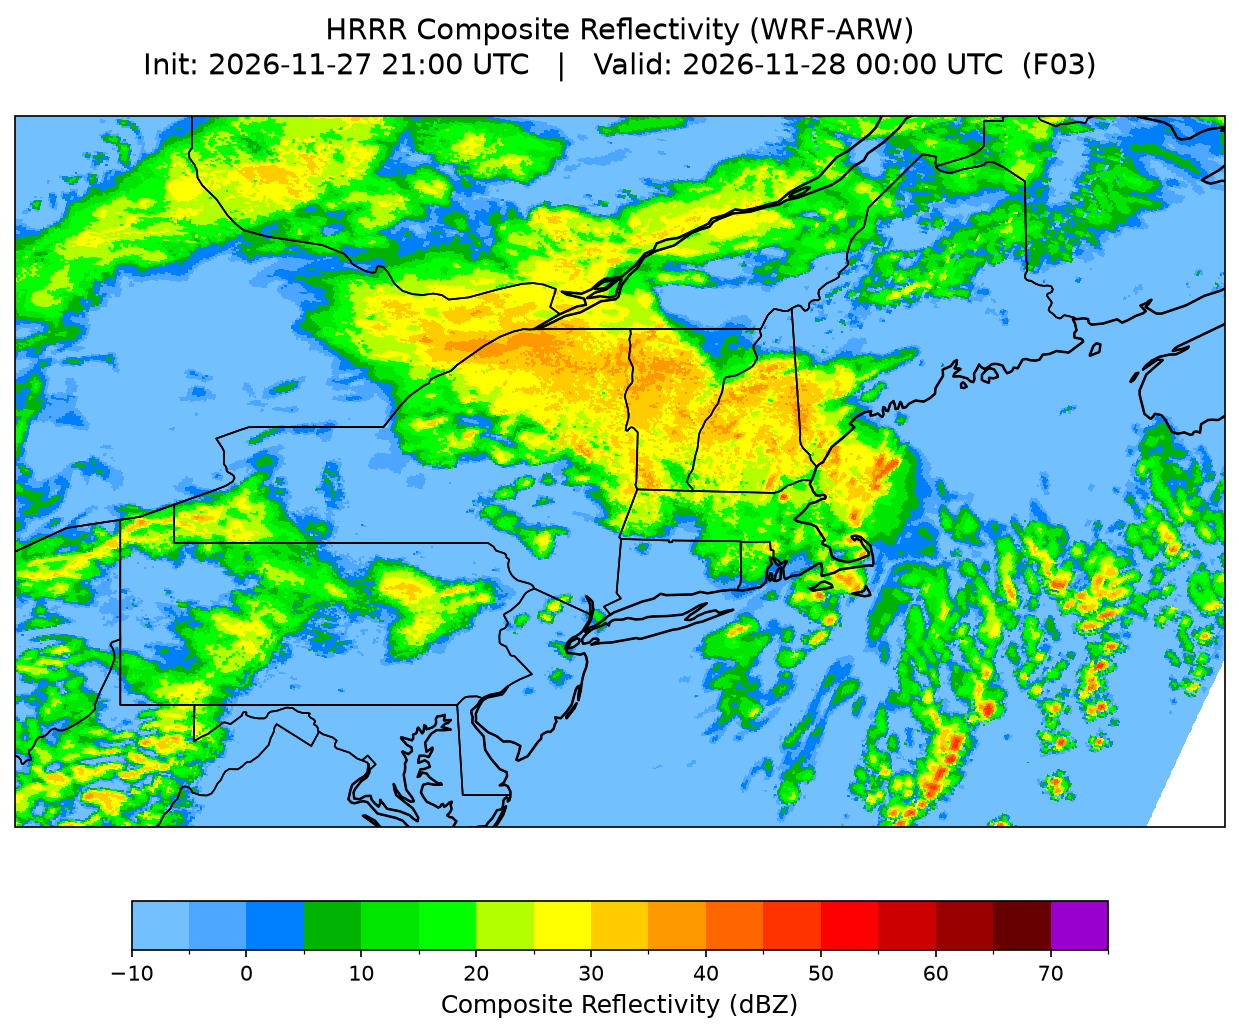 HRRR Composite Reflectivity (WRF-ARW)
Init: 2026-11-27 21:00 UTC   |   Valid: 2026-11-28 00:00 UTC  (F03)
−10 0 10 20 30 40 50 60 70
Composite Reflectivity (dBZ)